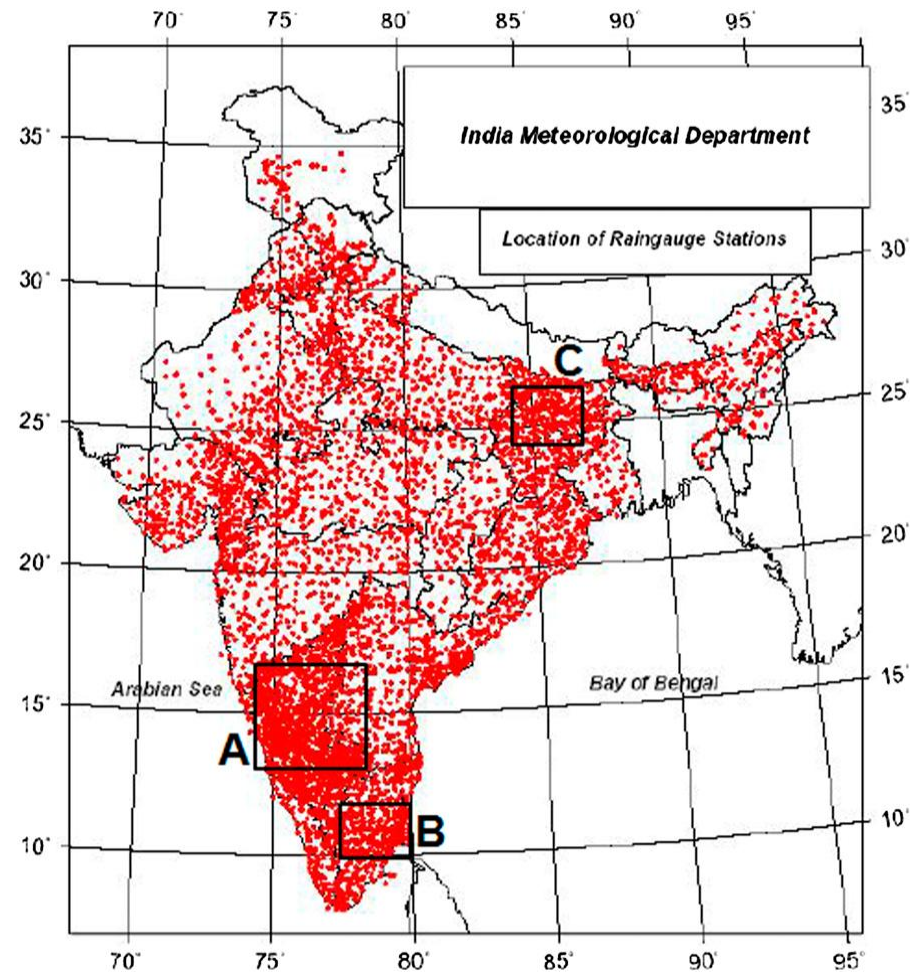 70° 75° 80° 85° 90° 95°
35°
35°
India Meteorological Department
Location of Raingauge Stations
30°
30°
C
25°
25°
20°
20°
Arabian Sea
Bay of Bengal
15°
15°
A
B
10°
10°
70° 75° 80° 85° 90° 95°